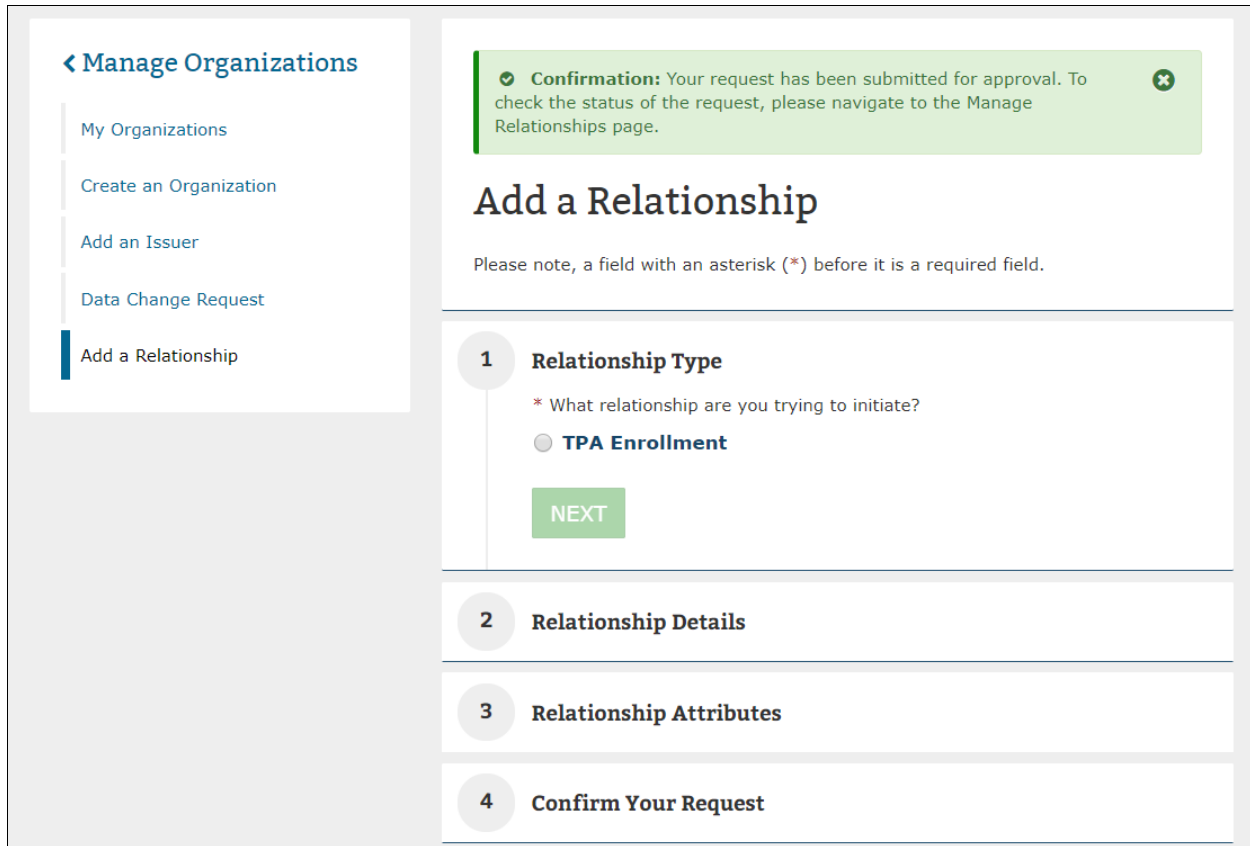 Manage Organizations
My Organizations
Create an Organization
Add an Issuer
Data Change Request
Add a Relationship
Confirmation: Your request has been submitted for approval. To
check the status of the request, please navigate to the Manage
Relationships page.
Add a Relationship
Please note, a field with an asterisk (*) before it is a required field.
1 Relationship Type
* What relationship are you trying to initiate?
TPA Enrollment
NEXT
2 Relationship Details
3 Relationship Attributes
4 Confirm Your Request